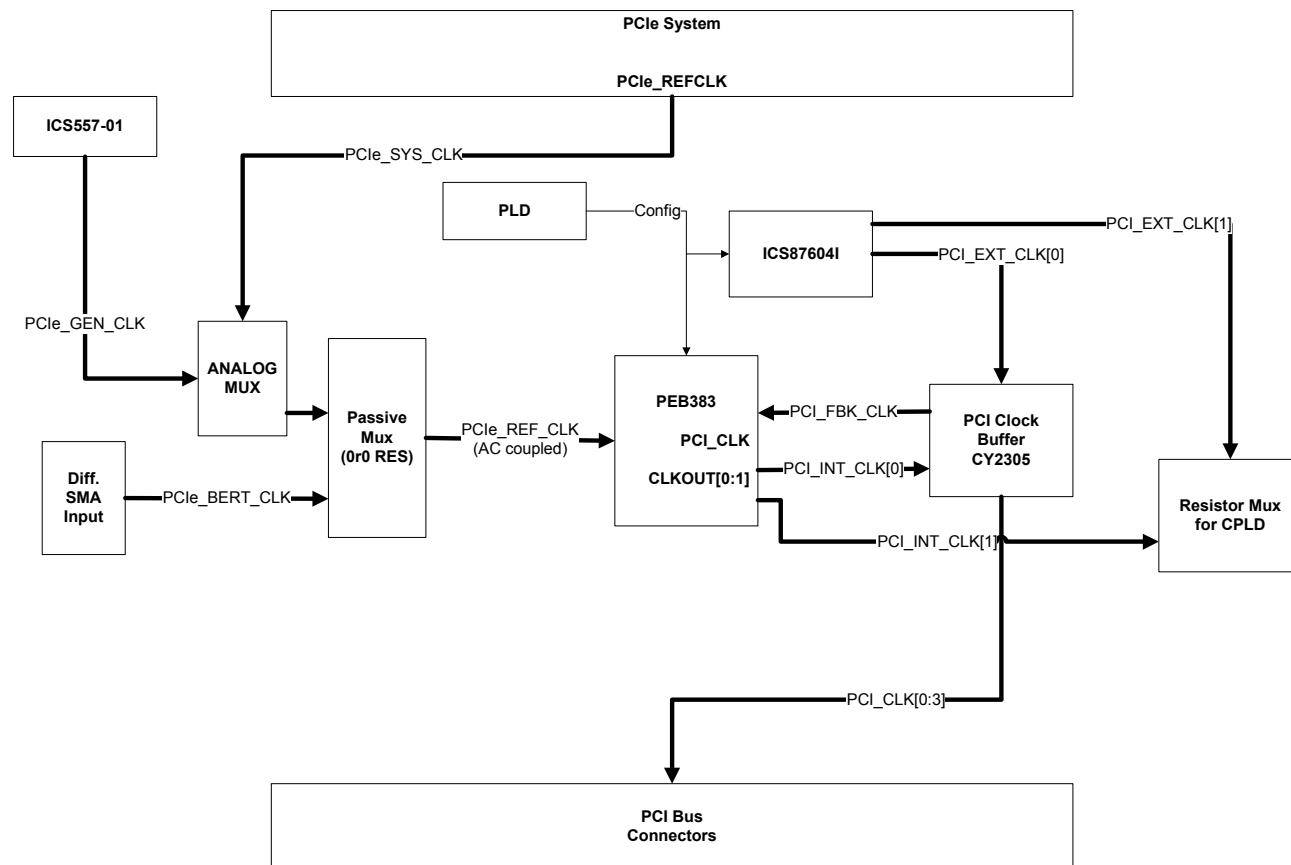 PCIe System
PCIe_REFCLK
ICS557-01
PCIe_SYS_CLK
PLD
Config
ICS87604I
PCI_EXT_CLK[1]
PCI_EXT_CLK[0]
PCIe_GEN_CLK
ANALOG
MUX
Passive
Mux
(0r0 RES)
PCIe_REF_CLK
(AC coupled)
PEB383
PCI_CLK
CLKOUT[0:1]
PCI_FBK_CLK
PCI_INT_CLK[0]
PCI Clock
Buffer
CY2305
Diff.
SMA
Input
PCIe_BERT_CLK
PCI_INT_CLK[1]
Resistor Mux
for CPLD
PCI_CLK[0:3]
PCI Bus
Connectors